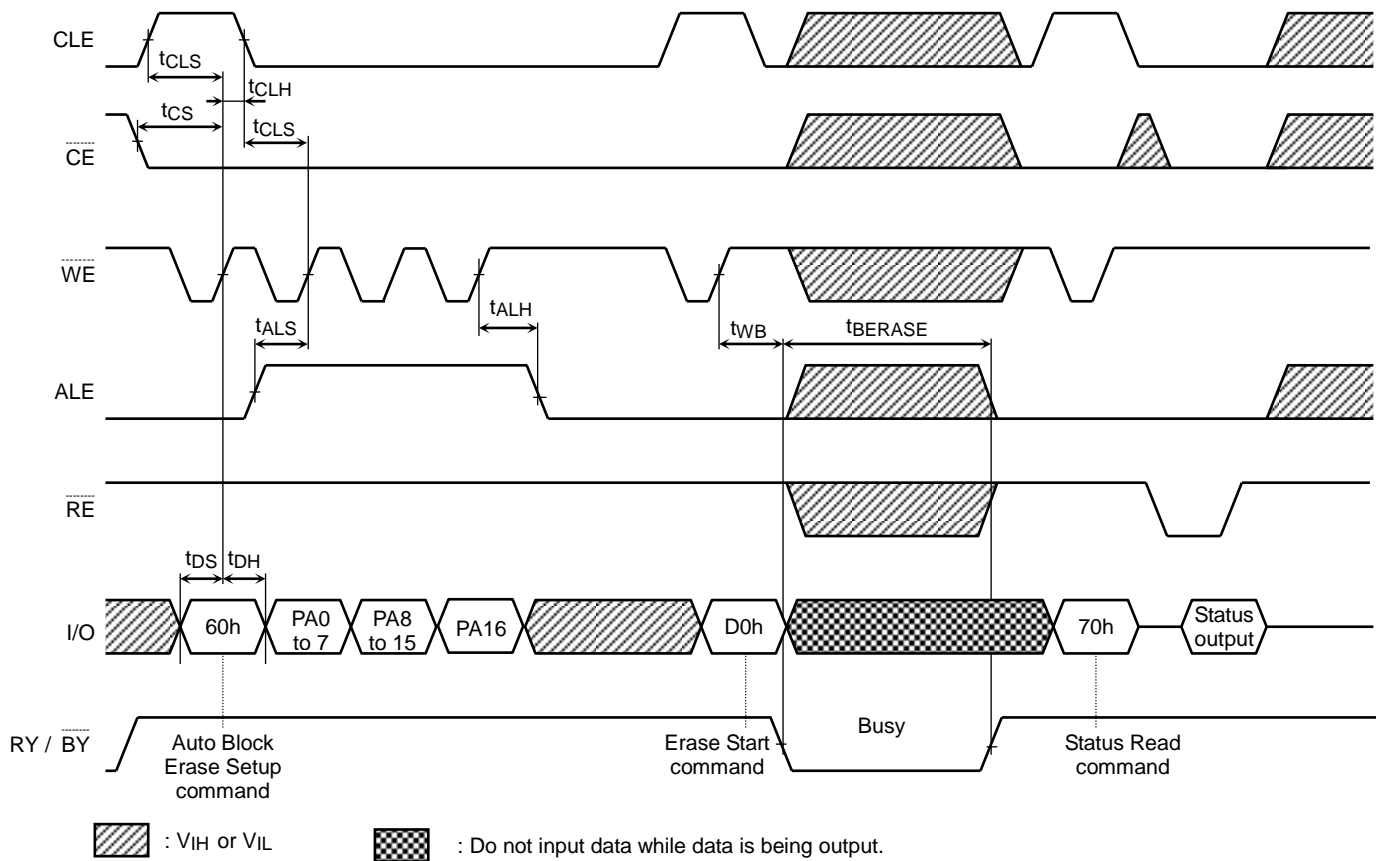 CLE
tCLS
tCLH
tCS
tCLS
CE
WE
tALS
tALH
tWB
tBERASE
ALE
RE
tDS
tDH
I/O
60h
PA0
to 7
PA8
to 15
PA16
D0h
70h
Status
output
RY / BY
Busy
Auto Block
Erase Setup
command
Erase Start
command
Status Read
command
: VIH or VIL
: Do not input data while data is being output.